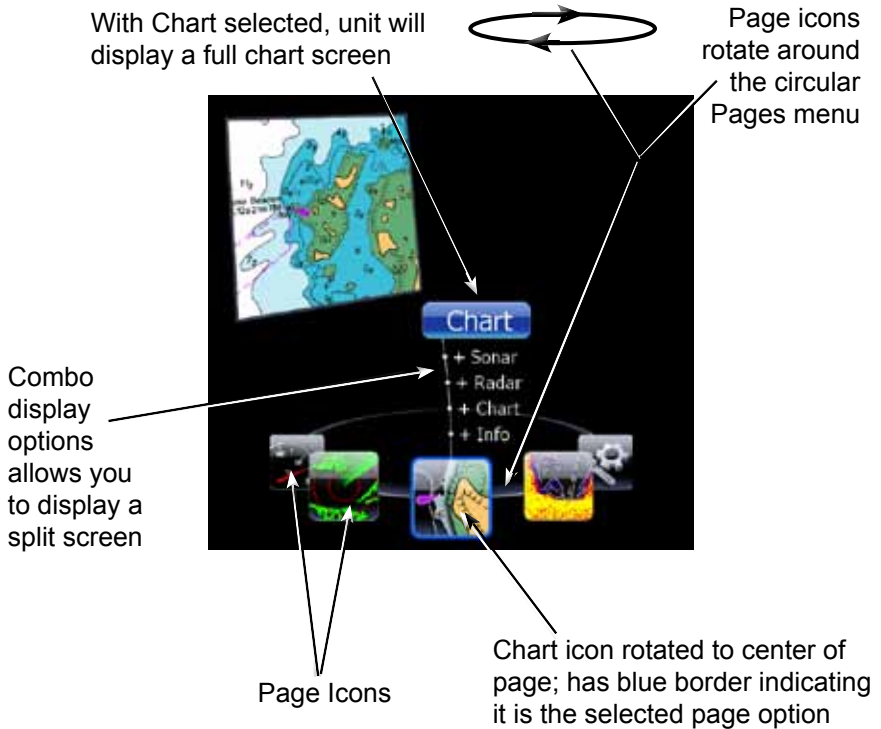 With Chart selected, unit will
display a full chart screen
Page icons
rotate around
the circular
Pages menu
Chart
+ Sonar
+ Radar
+ Chart
+ Info
Combo
display
options
allows you
to display a
split screen
Page Icons
Chart icon rotated to center of
page; has blue border indicating
it is the selected page option